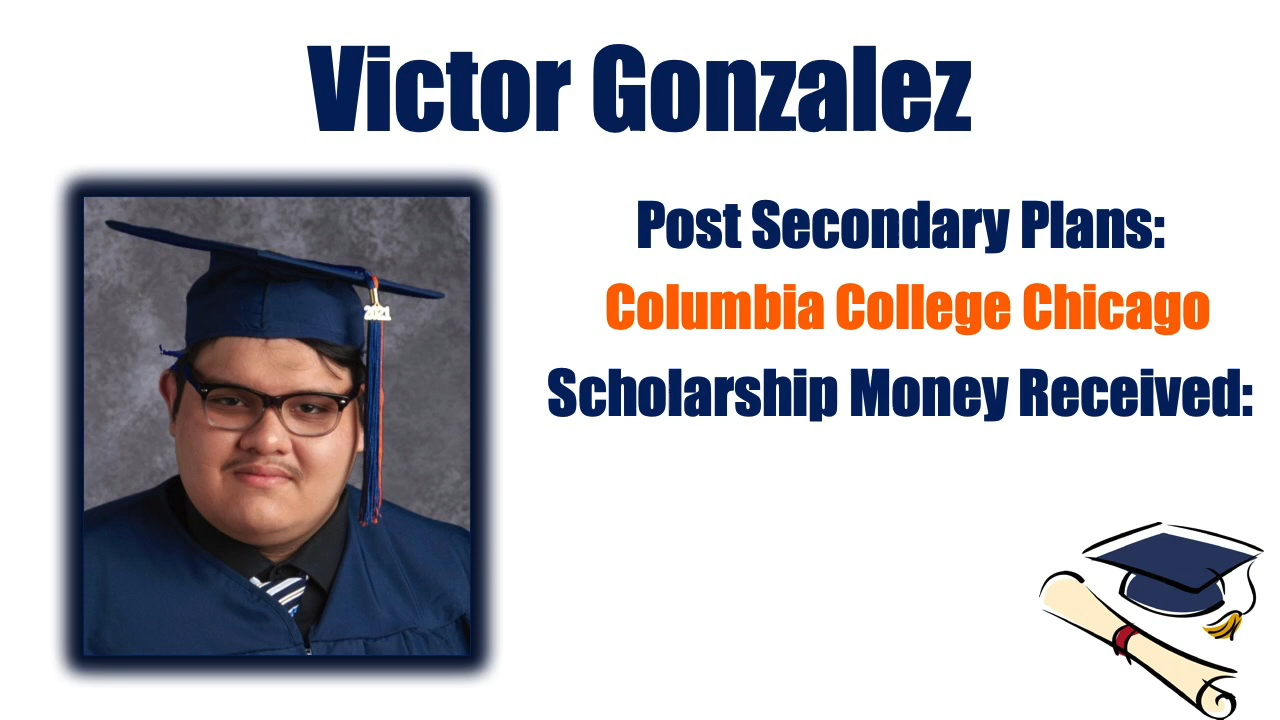 Victor Gonzalez
Post Secondary Plans:
Columbia College Chicago
Scholarship Money Received:
2021